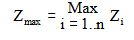 Zmax = Max Zi
i = 1..n